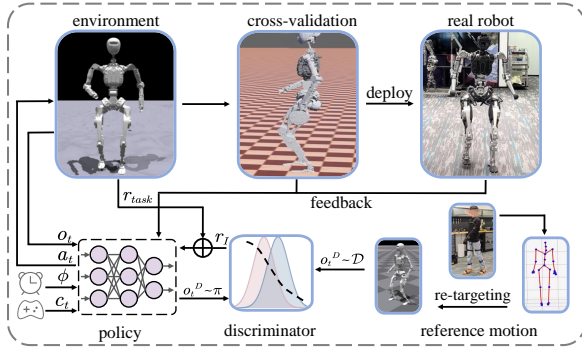 environment
cross-validation
real robot
deploy
feedback
r_task
r_I
o_t
a_t
ϕ
c_t
o_t^D~π
o_t^D~𝒟
re-targeting
policy
discriminator
reference motion